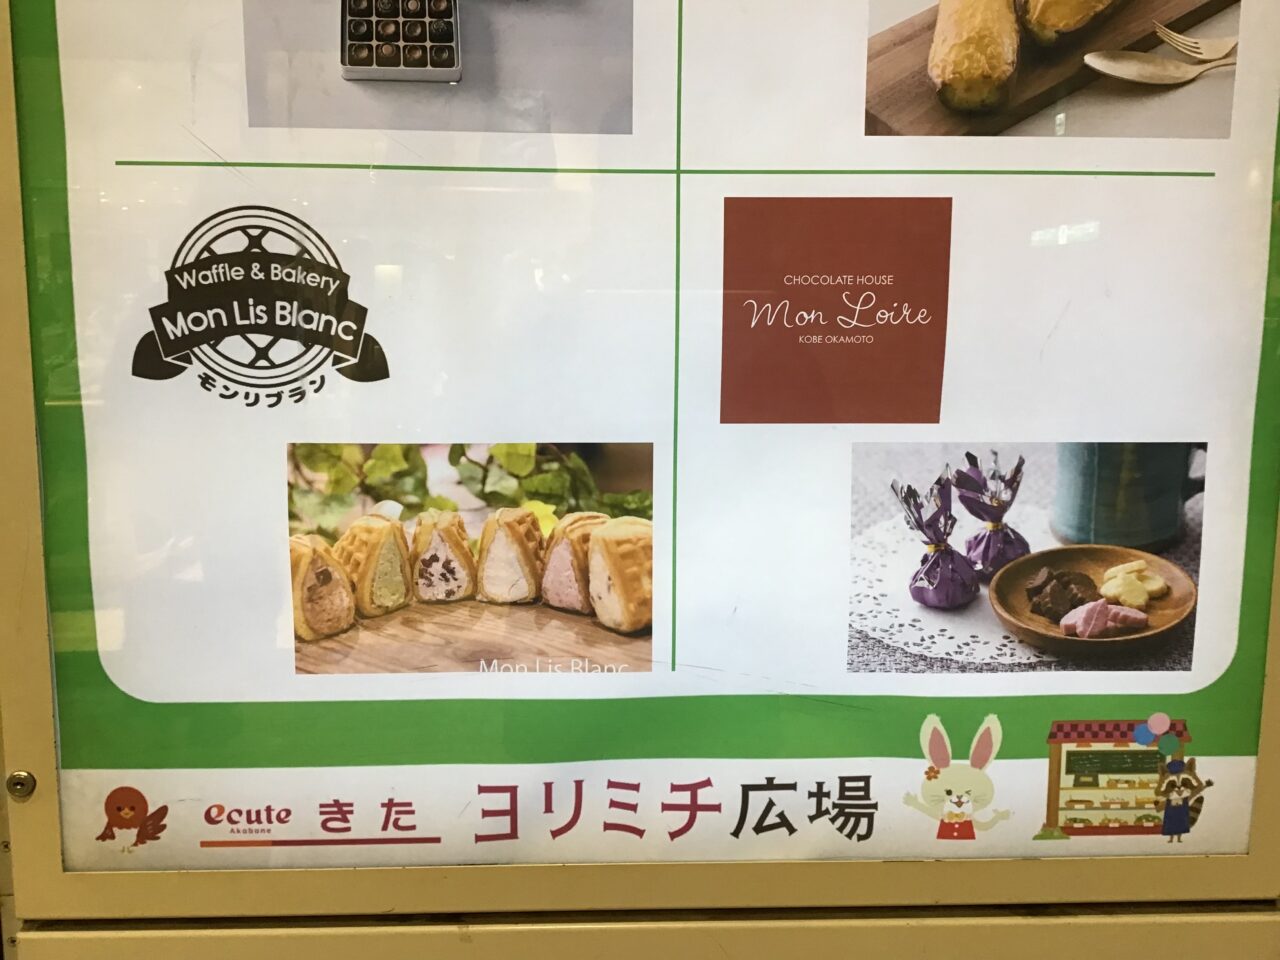 Waffle & Bakery
Mon Lis Blanc
モンリブラン
CHOCOLATE HOUSE
Mon Loire
KOBE OKAMOTO
Mon Lis Blanc
ecute きた ヨリミチ広場
Akabane